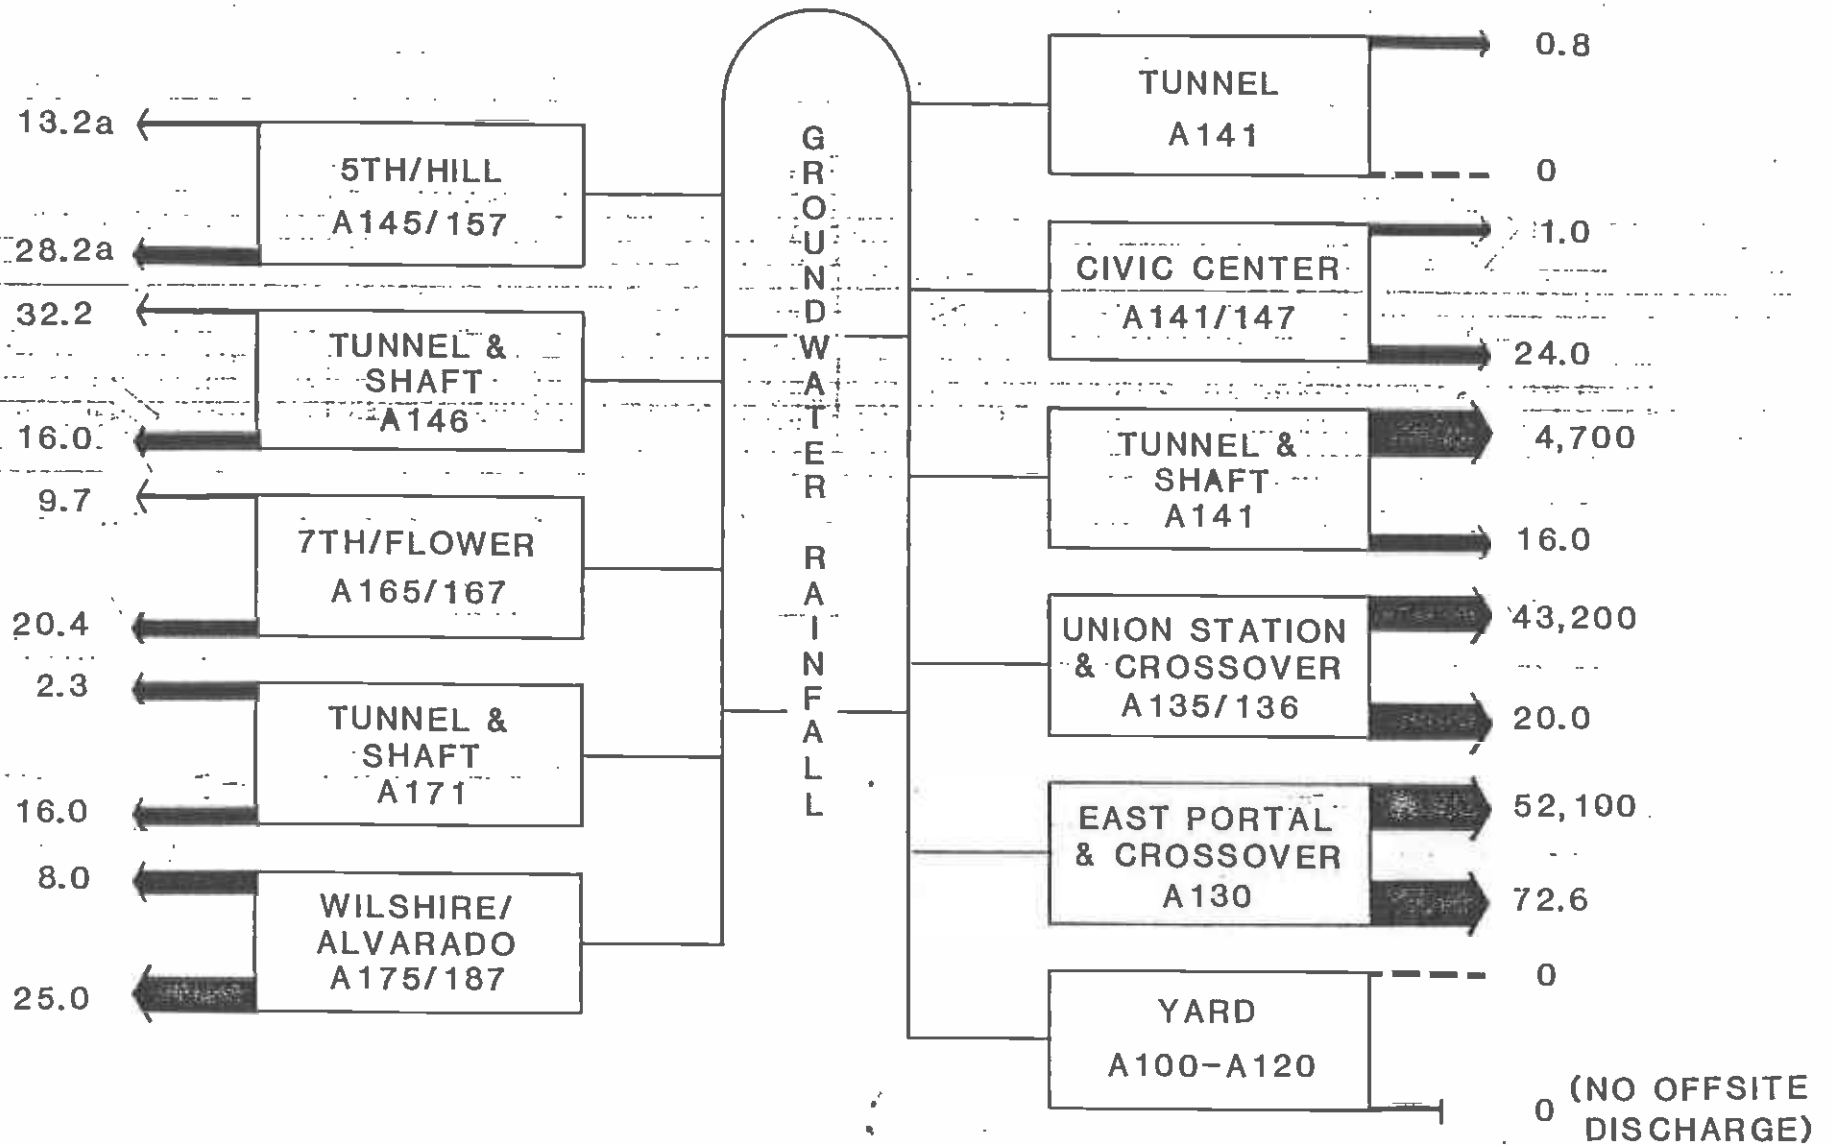 13.2a
5TH/HILL
A145/157
28.2a
32.2
TUNNEL &
SHAFT
A146
16.0
9.7
7TH/FLOWER
A165/167
20.4
2.3
TUNNEL &
SHAFT
A171
16.0
8.0
WILSHIRE/
ALVARADO
A175/187
25.0
GROUNDWATER RAINFALL
0.8
TUNNEL
A141
0
1.0
CIVIC CENTER
A141/147
24.0
4,700
TUNNEL &
SHAFT
A141
16.0
43,200
UNION STATION
& CROSSOVER
A135/136
20.0
52,100
EAST PORTAL
& CROSSOVER
A130
72.6
0
YARD
A100-A120
0 (NO OFFSITE
DISCHARGE)